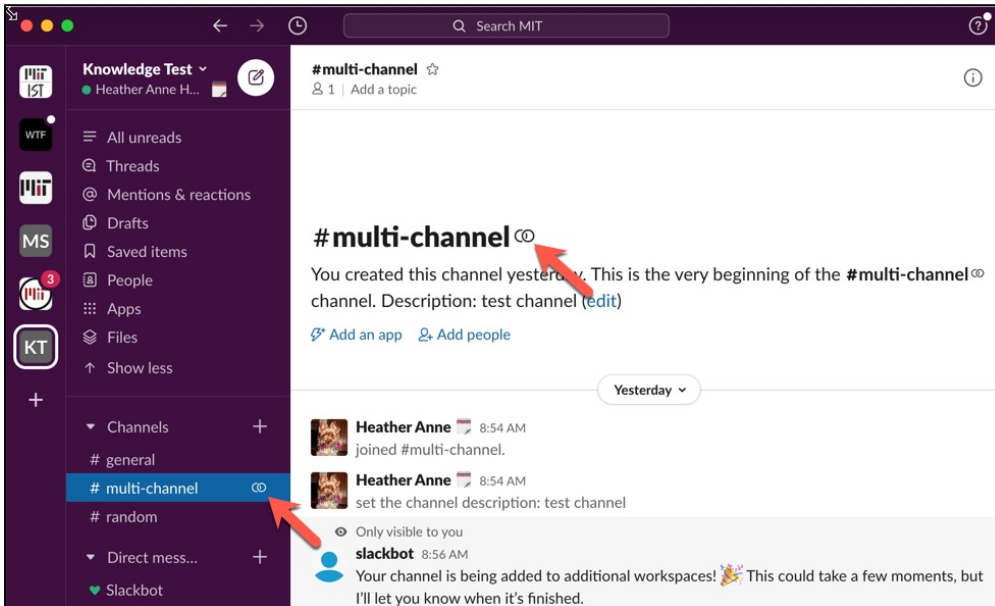 Search MIT
MIT
IST
WTF
MIT
MS
3
MIT
KT
Knowledge Test
Heather Anne H...
All unreads
Threads
@ Mentions & reactions
Drafts
Saved items
People
Apps
Files
Show less
Channels
# general
# multi-channel
# random
Direct mess...
Slackbot
#multi-channel
1 | Add a topic
#multi-channel
You created this channel yesterday. This is the very beginning of the #multi-channel
channel. Description: test channel (edit)
Add an app Add people
Yesterday
Heather Anne 8:54 AM
joined #multi-channel.
Heather Anne 8:54 AM
set the channel description: test channel
Only visible to you
slackbot 8:56 AM
Your channel is being added to additional workspaces! 🎉 This could take a few moments, but
I'll let you know when it's finished.